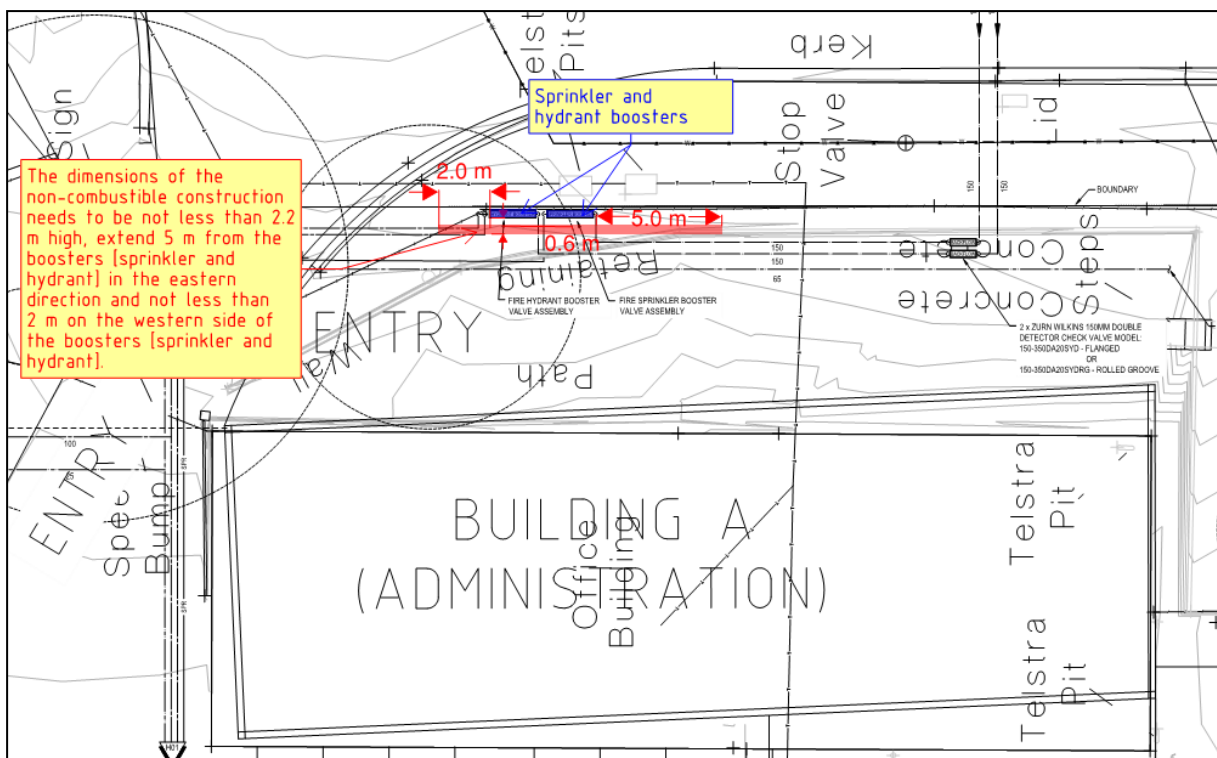 Telstra
Pits
Kerb
Sign
Sprinkler and
hydrant boosters
Stop
Valve
Lid
150
150
The dimensions of the
non-combustible construction
needs to be not less than 2.2
m high, extend 5 m from the
boosters [sprinkler and
hydrant] in the eastern
direction and not less than
2 m on the western side of
the boosters [sprinkler and
hydrant].
2.0 m
BOUNDARY
5.0 m
0.6 m
150
150
65
Retaining
Wall
Concrete
Concrete
Steps
FIRE HYDRANT BOOSTER
VALVE ASSEMBLY
FIRE SPRINKLER BOOSTER
VALVE ASSEMBLY
ENTRY
2 x ZURN WILKINS 150MM DOUBLE
DETECTOR CHECK VALVE MODEL:
150-350DA20SYD - FLANGED
OR
150-350DA20SYDRG - ROLLED GROOVE
Path
100
ENTRY
Speed
Bump
SPR
SPR
BUILDING A
(ADMINISTRATION)
Office
Building
Telstra
Pit
Telstra
Pit
H01